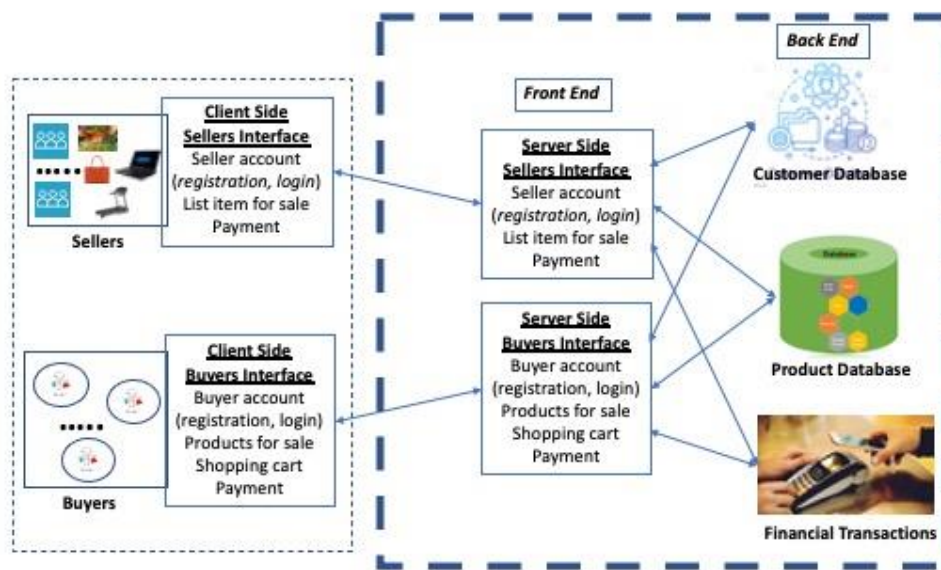 Back End
Front End
Client Side
Sellers Interface
Seller account
(registration, login)
List item for sale
Payment
Sellers
Server Side
Sellers Interface
Seller account
(registration, login)
List item for sale
Payment
Customer Database
Database
Product Database
Client Side
Buyers Interface
Buyer account
(registration, login)
Products for sale
Shopping cart
Payment
Buyers
Server Side
Buyers Interface
Buyer account
(registration, login)
Products for sale
Shopping cart
Payment
Financial Transactions